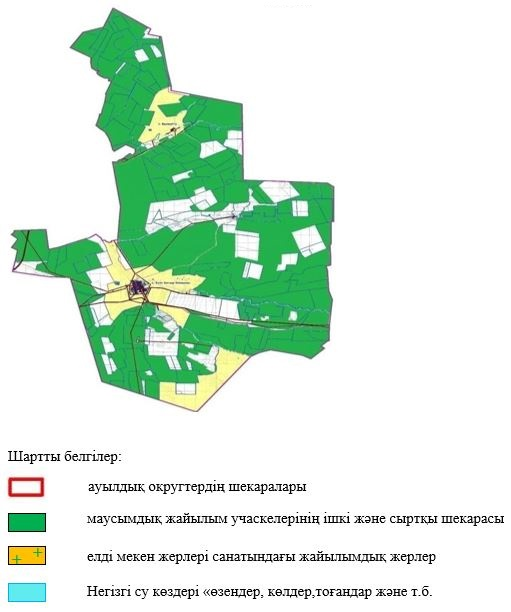 Шартты белгілер:
ауылдық округтердің шекаралары
маусымдық жайылым учаскелерінің ішкі және сыртқы шекарасы
елді мекен жерлері санатындағы жайылымдық жерлер
Негізгі су көздері «өзендер, көлдер,тоғандар және т.б.